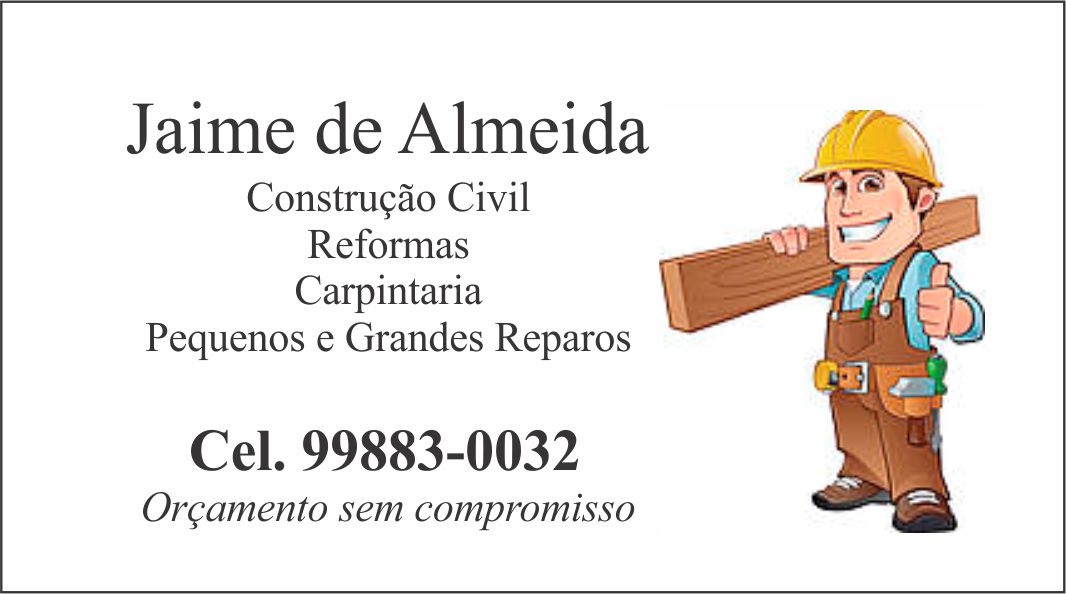 Jaime de Almeida
Construção Civil
Reformas
Carpintaria
Pequenos e Grandes Reparos
Cel. 99883-0032
Orçamento sem compromisso